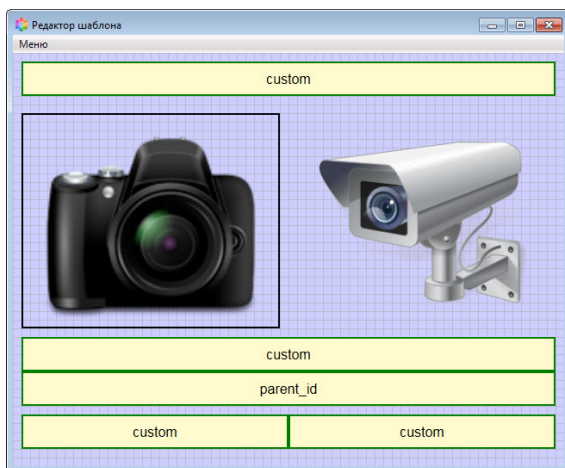 Редактор шаблона
Меню
custom
custom
parent_id
custom custom